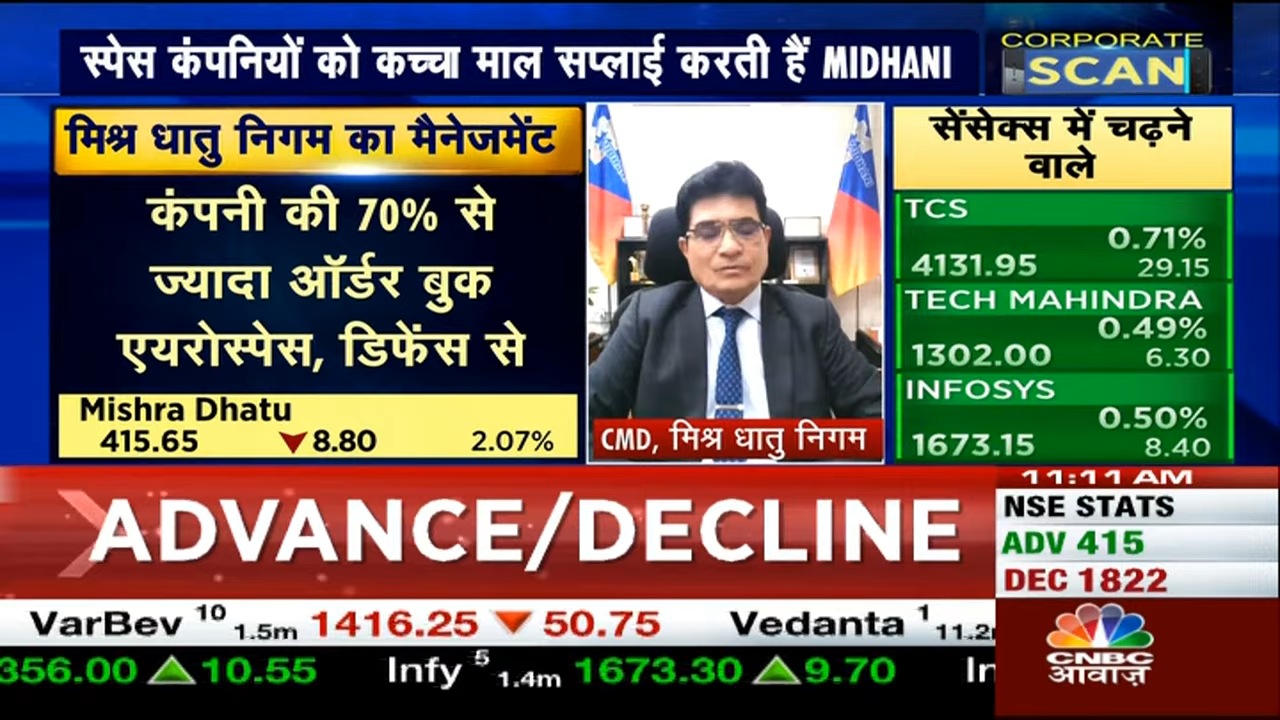 स्पेस कंपनियों को कच्चा माल सप्लाई करती हैं MIDHANI
CORPORATE
SCAN
मिश्र धातु निगम का मैनेजमेंट
कंपनी की 70% से
ज्यादा ऑर्डर बुक
एयरोस्पेस, डिफेंस से
Mishra Dhatu
415.65 8.80 2.07%
CMD, मिश्र धातु निगम
सेंसेक्स में चढ़ने
वाले
TCS
0.71%
4131.95 29.15
TECH MAHINDRA
0.49%
1302.00 6.30
INFOSYS
0.50%
1673.15 8.40
ADVANCE/DECLINE
11:11 AM
NSE STATS
ADV 415
DEC 1822
VarBev 10 1.5m 1416.25 50.75 Vedanta 1
356.00 10.55 Infy 5 1.4m 1673.30 9.70
CNBC
आवाज़